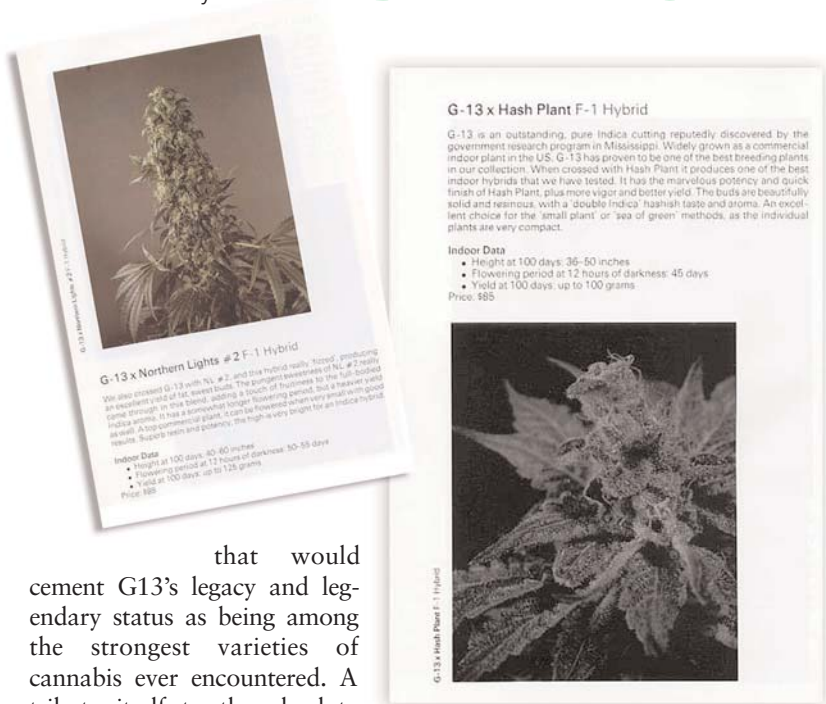 G-13 x Northern Lights #2 F-1 Hybrid
G-13 x Northern Lights #2 F-1 Hybrid
We also crossed G-13 with NL #2, and this hybrid really producing
an excellent yield of fat, buds. The pungent sweetness of NL #2 really
came through in this blend, adding a touch of fruitiness to the full-bodied
Indica aroma. It has a somewhat longer flowering period, but a heavier yield
as A top commercial plant, it can be flowered when very small with good
results. Superb resin and potency, the high is very bright for an Indica hybrid.
Indoor Data
• Height at 100 days: 40-60 inches
• Flowering period at 12 hours of darkness: 50-55 days
• Yield at 100 days: up to 125 grams
Price:
G-13 x Hash Plant F-1 Hybrid
G-13 is an outstanding, pure Indica cutting reputedly discovered by the
government research program in Mississippi. Widely grown as a commercial
indoor plant in the US, G-13 has proven to be one of the best breeding plants
in our collection. When crossed with Hash Plant it produces one of the best
indoor hybrids that we have tested. It has the marvelous potency and quick
finish of Hash Plant, plus more vigor and better yield. The buds are beautifully
solid and resinous, with a 'double Indica' hashish taste and aroma. An excel-
lent choice for the 'small plant' or 'sea of green' methods, as the individual
plants are very compact.
Indoor Data
• Height at 100 days: 36-50 inches
• Flowering period at 12 hours of darkness: 45 days
• Yield at 100 days: up to 100 grams
Price:
G-13 x Hash Plant F-1 Hybrid
that would
cement G13's legacy and leg-
endary status as being among
the strongest varieties of
cannabis ever encountered. A